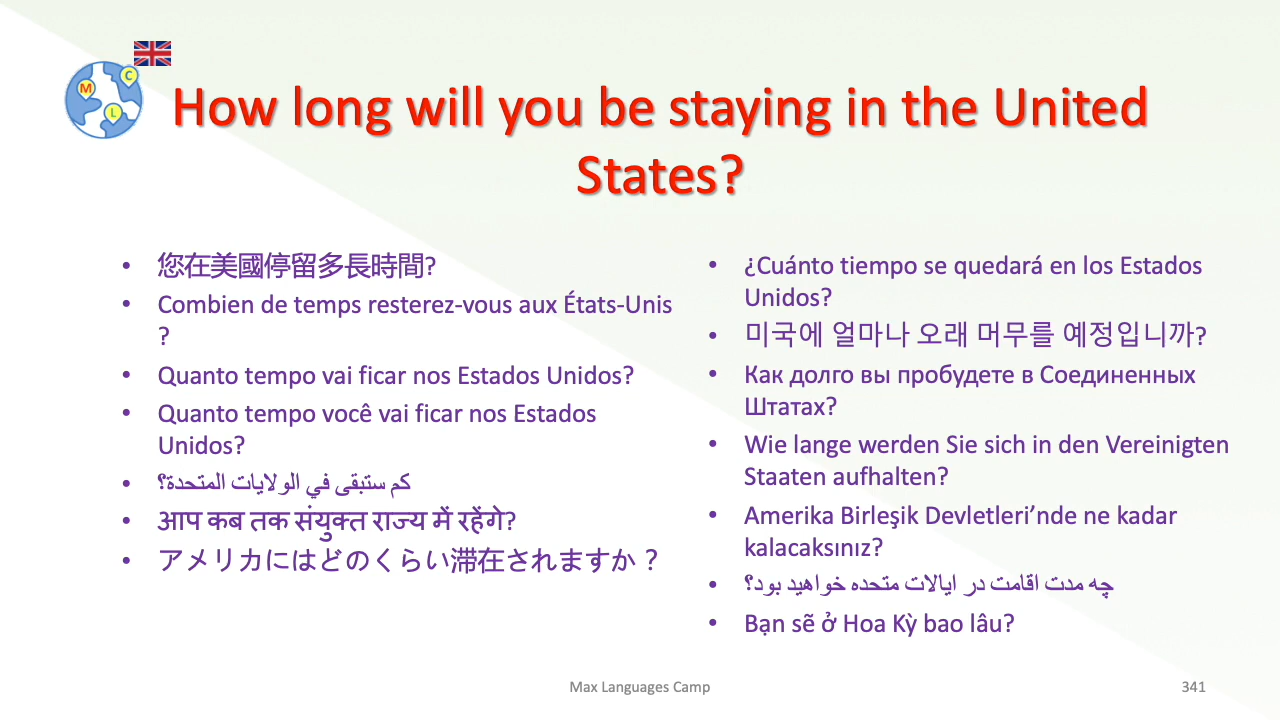 M
C
L
How long will you be staying in the United
States?
• 您在美國停留多長時間?
• Combien de temps resterez-vous aux États-Unis
?
• Quanto tempo vai ficar nos Estados Unidos?
• Quanto tempo você vai ficar nos Estados
Unidos?
• كم ستبقى في الولايات المتحدة؟
• आप कब तक संयुक्त राज्य में रहेंगे?
• アメリカにはどのくらい滞在されますか？
• ¿Cuánto tiempo se quedará en los Estados
Unidos?
• 미국에 얼마나 오래 머무를 예정입니까?
• Как долго вы пробудете в Соединенных
Штатах?
• Wie lange werden Sie sich in den Vereinigten
Staaten aufhalten?
• Amerika Birleşik Devletleri’nde ne kadar
kalacaksınız?
• چه مدت اقامت در ایالات متحده خواهید بود؟
• Bạn sẽ ở Hoa Kỳ bao lâu?
Max Languages Camp
341